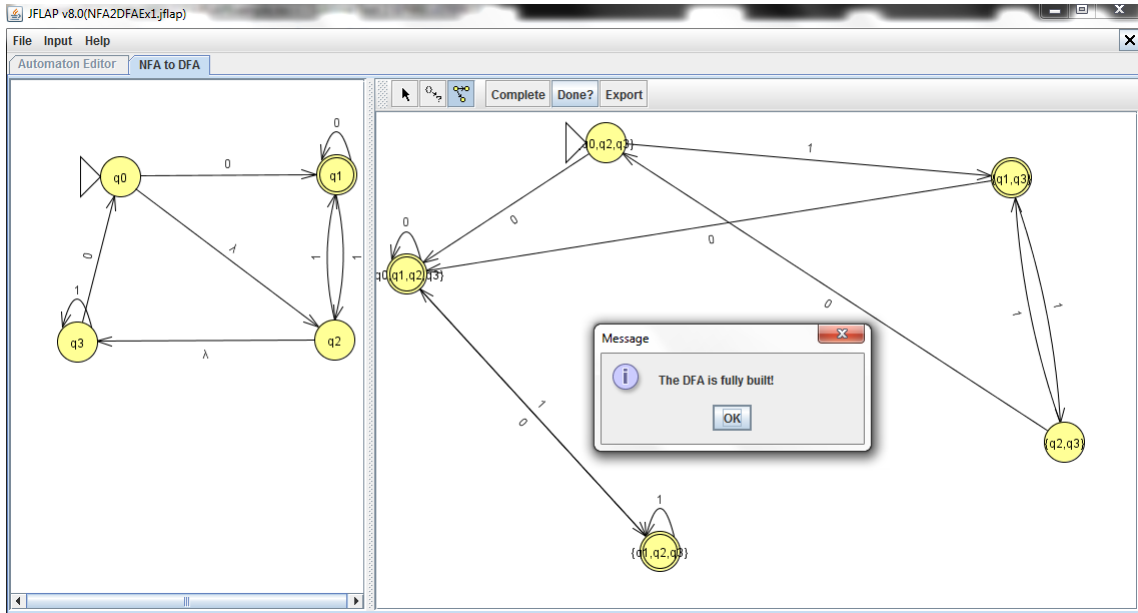 JFLAP v8.0(NFA2DFAEx1.jflap)
File Input Help
Automaton Editor NFA to DFA
Complete Done? Export
0
q0
0
q1
λ
1
1
0
1
q3
λ
q2
q0,q2,q3}
1
{q1,q3}
0
0
0
q0,q1,q2,q3}
0
1
1
{q2,q3}
1
0
1
{q1,q2,q3}
Message
The DFA is fully built!
OK